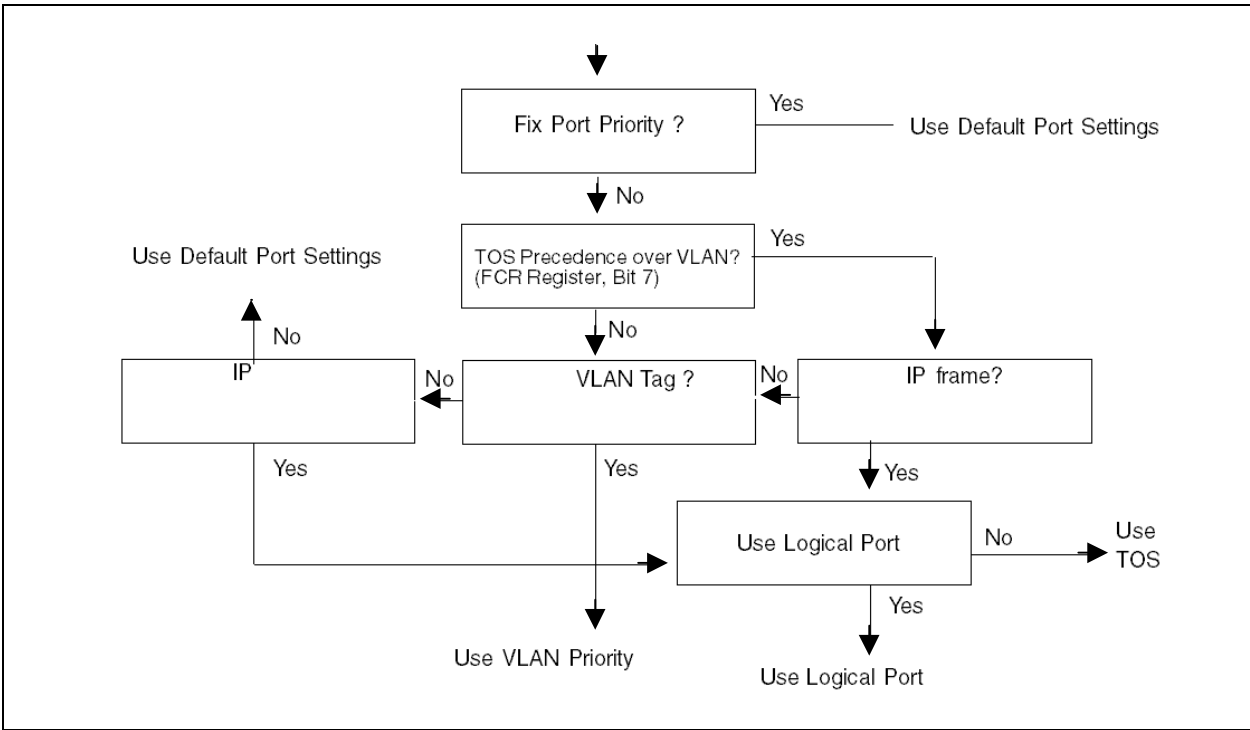 Fix Port Priority ?
Yes
Use Default Port Settings
No
TOS Precedence over VLAN?
(FCR Register, Bit 7)
Yes
Use Default Port Settings
No
No
IP
No
VLAN Tag ?
No
IP frame?
Yes
Yes
Yes
Use Logical Port
No
Use
TOS
Yes
Use VLAN Priority
Use Logical Port